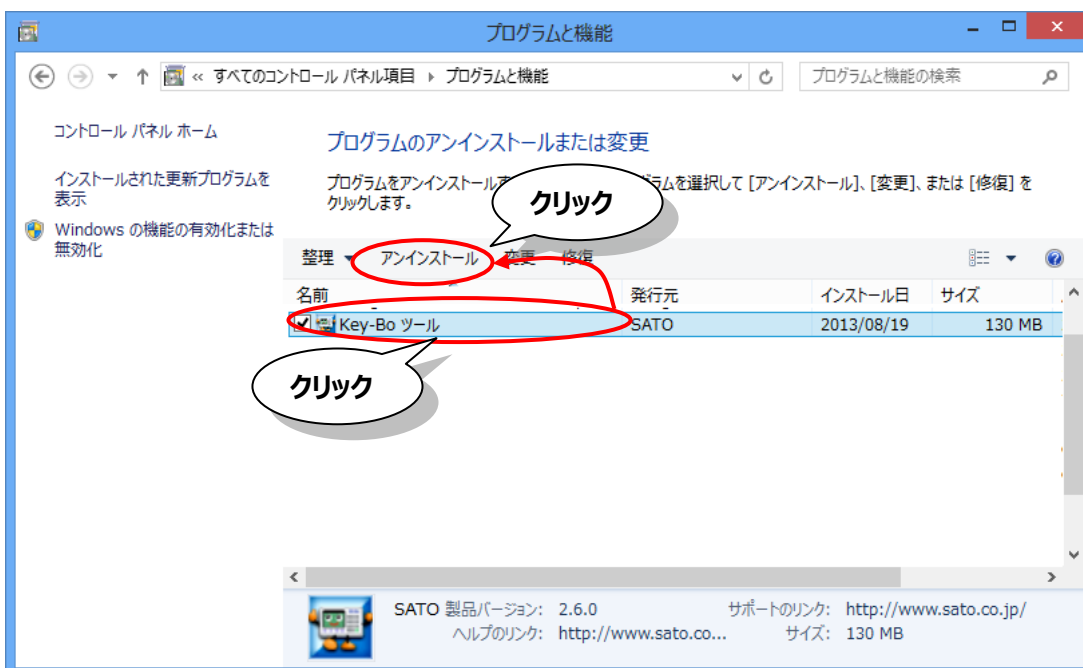 プログラムと機能
« すべてのコントロール パネル項目 ▸ プログラムと機能
プログラムと機能の検索
コントロール パネル ホーム
インストールされた更新プログラムを
表示
Windows の機能の有効化または
無効化
プログラムのアンインストールまたは変更
プログラムをアンインストール ラムを選択して [アンインストール]、[変更]、または [修復] を
クリックします。
クリック
整理 アンインストール 変更 修復
名前 発行元 インストール日 サイズ
Key-Bo ツール SATO 2013/08/19 130 MB
クリック
SATO 製品バージョン: 2.6.0 サポートのリンク: http://www.sato.co.jp/
ヘルプのリンク: http://www.sato.co... サイズ: 130 MB